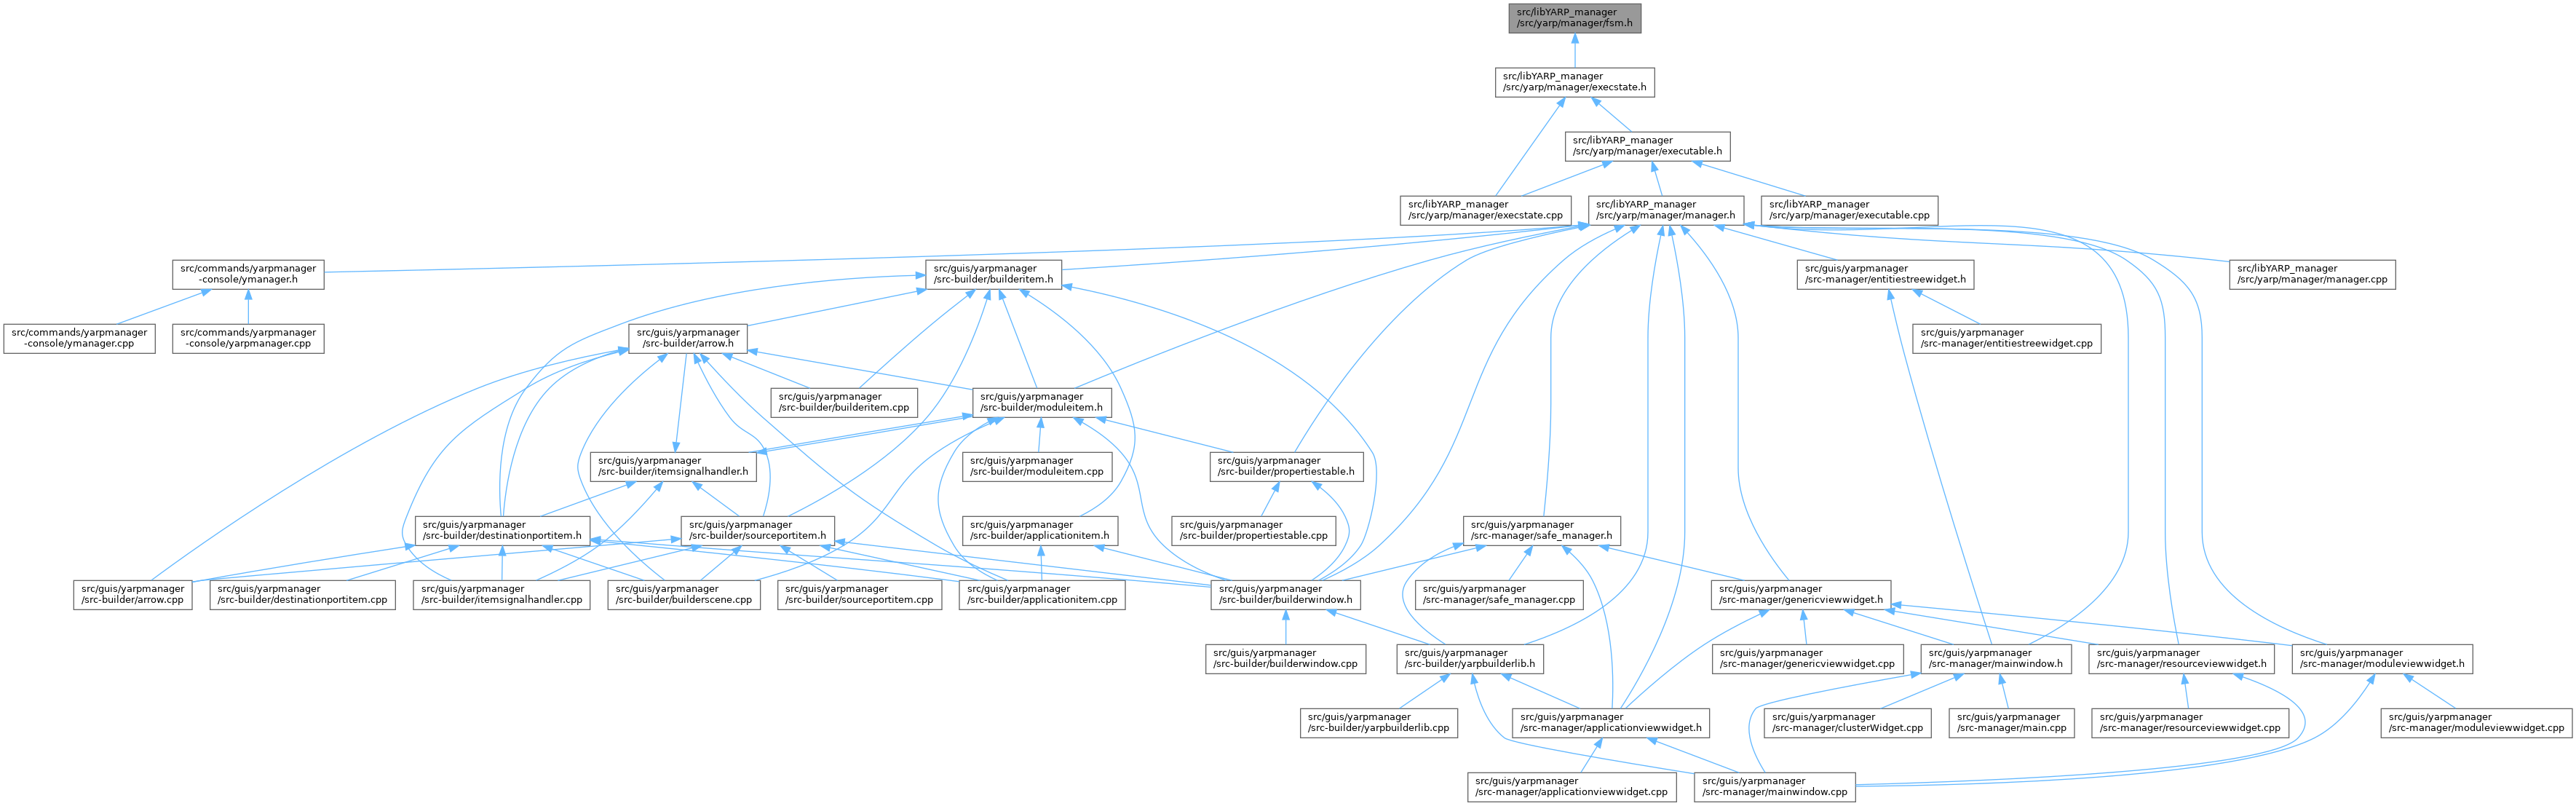 src/libYARP_manager
/src/yarp/manager/fsm.h
src/libYARP_manager
/src/yarp/manager/execstate.h
src/libYARP_manager
/src/yarp/manager/executable.h
src/libYARP_manager
/src/yarp/manager/execstate.cpp
src/libYARP_manager
/src/yarp/manager/manager.h
src/libYARP_manager
/src/yarp/manager/executable.cpp
src/commands/yarpmanager
-console/ymanager.h
src/guis/yarpmanager
/src-builder/builderitem.h
src/guis/yarpmanager
/src-manager/entitiestreewidget.h
src/libYARP_manager
/src/yarp/manager/manager.cpp
src/commands/yarpmanager
-console/ymanager.cpp
src/commands/yarpmanager
-console/yarpmanager.cpp
src/guis/yarpmanager
/src-builder/arrow.h
src/guis/yarpmanager
/src-manager/entitiestreewidget.cpp
src/guis/yarpmanager
/src-builder/builderitem.cpp
src/guis/yarpmanager
/src-builder/moduleitem.h
src/guis/yarpmanager
/src-builder/itemsignalhandler.h
src/guis/yarpmanager
/src-builder/moduleitem.cpp
src/guis/yarpmanager
/src-builder/propertiestable.h
src/guis/yarpmanager
/src-builder/destinationportitem.h
src/guis/yarpmanager
/src-builder/sourceportitem.h
src/guis/yarpmanager
/src-builder/applicationitem.h
src/guis/yarpmanager
/src-builder/propertiestable.cpp
src/guis/yarpmanager
/src-manager/safe_manager.h
src/guis/yarpmanager
/src-builder/arrow.cpp
src/guis/yarpmanager
/src-builder/destinationportitem.cpp
src/guis/yarpmanager
/src-builder/itemsignalhandler.cpp
src/guis/yarpmanager
/src-builder/builderscene.cpp
src/guis/yarpmanager
/src-builder/sourceportitem.cpp
src/guis/yarpmanager
/src-builder/applicationitem.cpp
src/guis/yarpmanager
/src-builder/builderwindow.h
src/guis/yarpmanager
/src-manager/safe_manager.cpp
src/guis/yarpmanager
/src-manager/genericviewwidget.h
src/guis/yarpmanager
/src-builder/builderwindow.cpp
src/guis/yarpmanager
/src-builder/yarpbuilderlib.h
src/guis/yarpmanager
/src-manager/genericviewwidget.cpp
src/guis/yarpmanager
/src-manager/mainwindow.h
src/guis/yarpmanager
/src-manager/resourceviewwidget.h
src/guis/yarpmanager
/src-manager/moduleviewwidget.h
src/guis/yarpmanager
/src-builder/yarpbuilderlib.cpp
src/guis/yarpmanager
/src-manager/applicationviewwidget.h
src/guis/yarpmanager
/src-manager/clusterWidget.cpp
src/guis/yarpmanager
/src-manager/main.cpp
src/guis/yarpmanager
/src-manager/resourceviewwidget.cpp
src/guis/yarpmanager
/src-manager/moduleviewwidget.cpp
src/guis/yarpmanager
/src-manager/applicationviewwidget.cpp
src/guis/yarpmanager
/src-manager/mainwindow.cpp